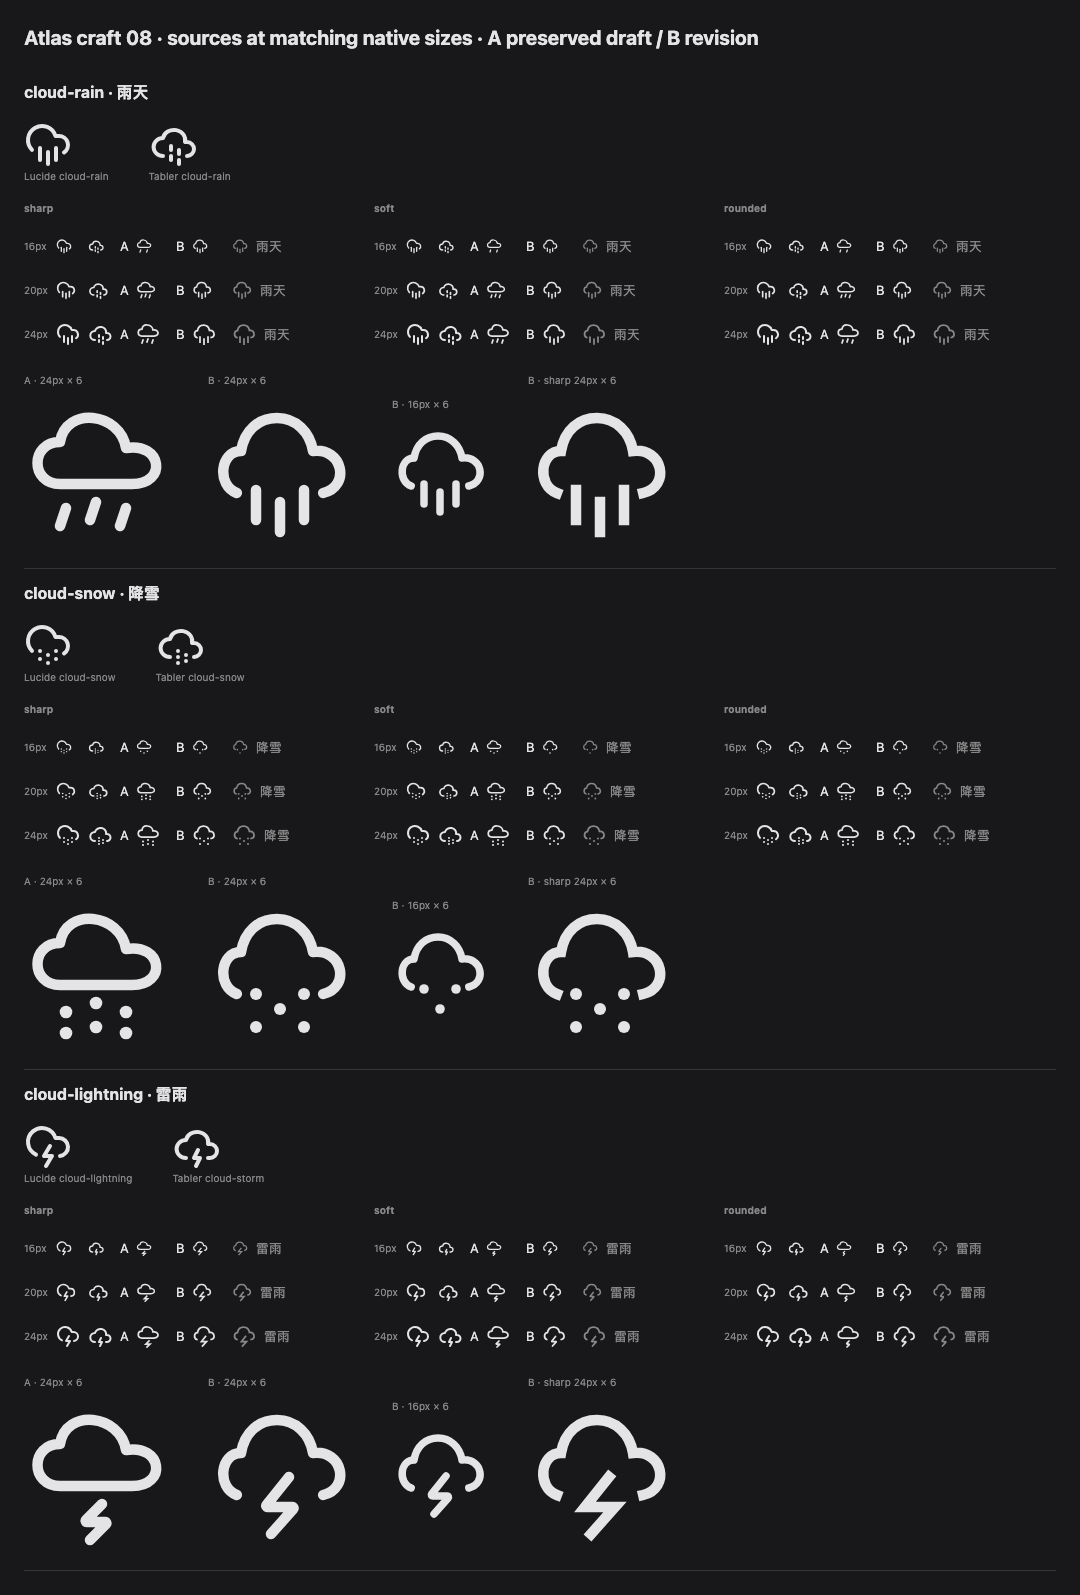 Atlas craft 08 · sources at matching native sizes · A preserved draft / B revision
cloud-rain · 雨天
Lucide cloud-rain Tabler cloud-rain
sharp soft rounded
16px A B 雨天 16px A B 雨天 16px A B 雨天
20px A B 雨天 20px A B 雨天 20px A B 雨天
24px A B 雨天 24px A B 雨天 24px A B 雨天
A · 24px × 6 B · 24px × 6 B · sharp 24px × 6
B · 16px × 6
cloud-snow · 降雪
Lucide cloud-snow Tabler cloud-snow
sharp soft rounded
16px A B 降雪 16px A B 降雪 16px A B 降雪
20px A B 降雪 20px A B 降雪 20px A B 降雪
24px A B 降雪 24px A B 降雪 24px A B 降雪
A · 24px × 6 B · 24px × 6 B · sharp 24px × 6
B · 16px × 6
cloud-lightning · 雷雨
Lucide cloud-lightning Tabler cloud-storm
sharp soft rounded
16px A B 雷雨 16px A B 雷雨 16px A B 雷雨
20px A B 雷雨 20px A B 雷雨 20px A B 雷雨
24px A B 雷雨 24px A B 雷雨 24px A B 雷雨
A · 24px × 6 B · 24px × 6 B · sharp 24px × 6
B · 16px × 6